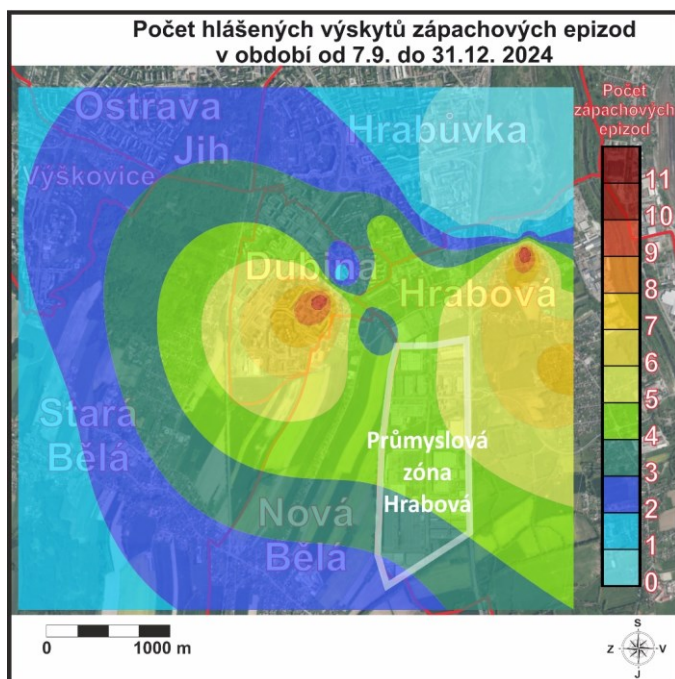 Počet hlášených výskytů zápachových epizod
v období od 7.9. do 31.12. 2024
Ostrava
Jih
Výškovice
Hrabůvka
Počet
zápachových
epizod
11
10
9
8
7
6
5
4
3
2
1
0
Dubina
Hrabová
Stará
Bělá
Průmyslová
zóna
Hrabová
Nová
Bělá
0
1000 m
S
Z
V
J